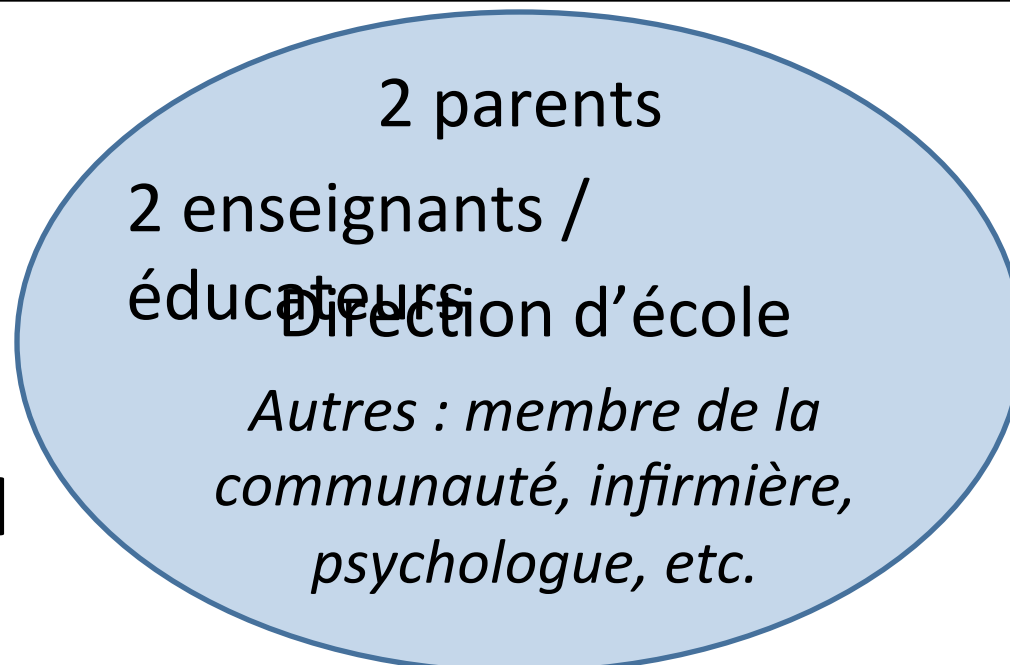 2 parents
2 enseignants /
éducateurs
Direction d’école
Autres : membre de la
communauté, infirmière,
psychologue, etc.